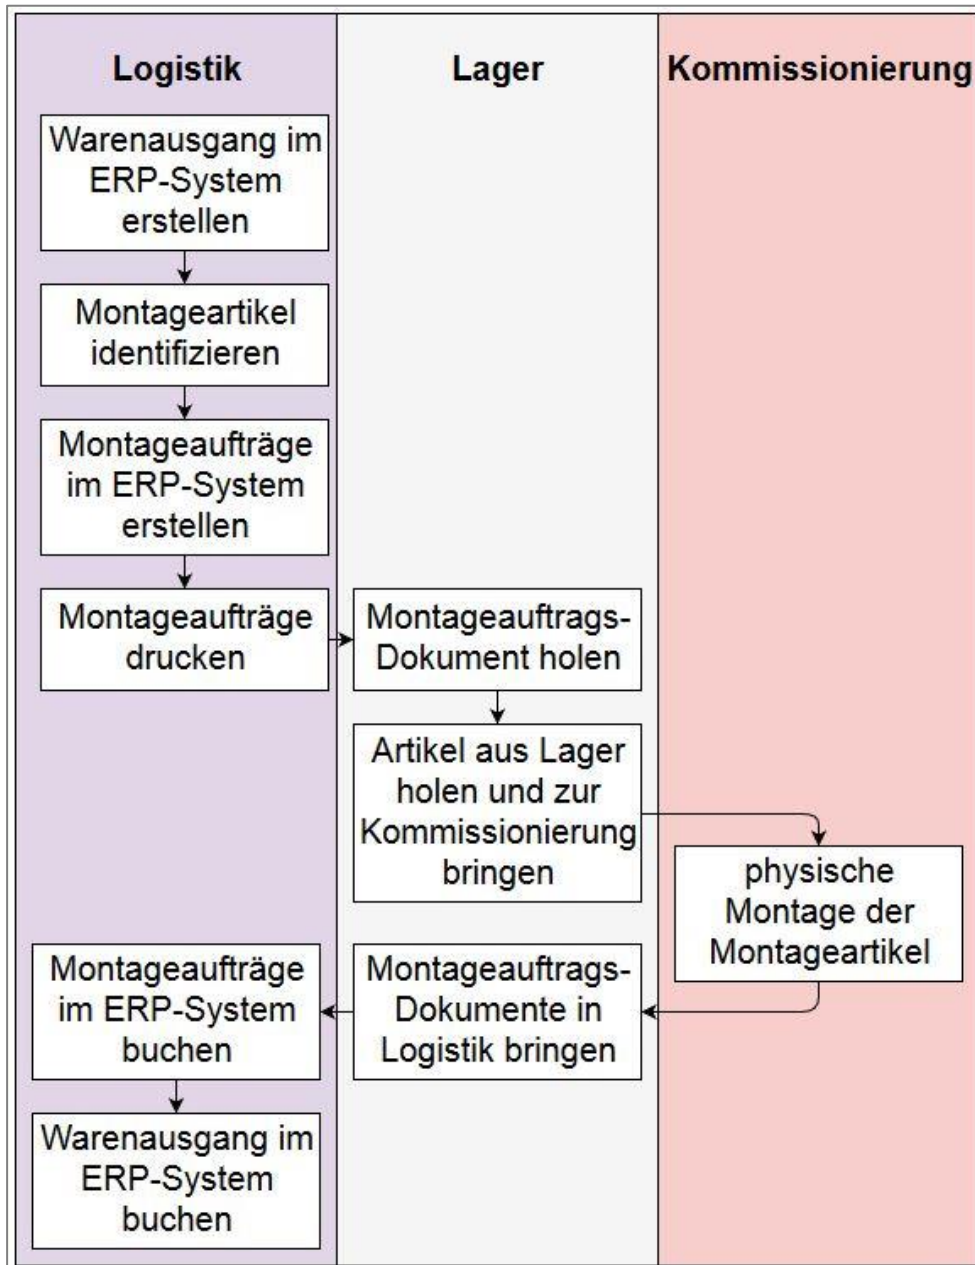 Logistik
Lager
Kommissionierung
Warenausgang im
ERP-System
erstellen
Montageartikel
identifizieren
Montageaufträge
im ERP-System
erstellen
Montageaufträge
drucken
Montageauftrags-
Dokument holen
Artikel aus Lager
holen und zur
Kommissionierung
bringen
physische
Montage der
Montageartikel
Montageauftrags-
Dokumente in
Logistik bringen
Montageaufträge
im ERP-System
buchen
Warenausgang im
ERP-System
buchen